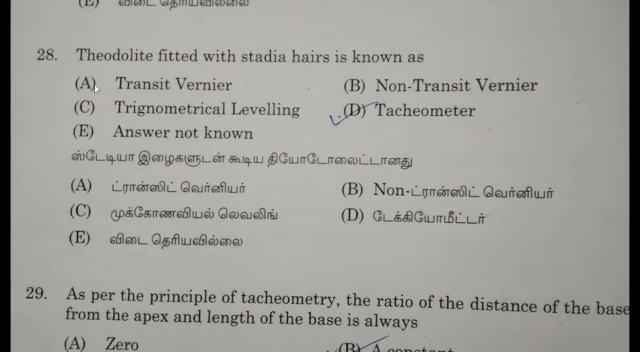 (E) விடை தெரியவில்லை
28. Theodolite fitted with stadia hairs is known as
(A) Transit Vernier (B) Non-Transit Vernier
(C) Trignometrical Levelling (D) Tacheometer
(E) Answer not known
ஸ்டேடியா இழைகளுடன் கூடிய தியோடோலைட்டானது
(A) ட்ரான்ஸிட் வெர்னியர் (B) Non-ட்ரான்ஸிட் வெர்னியர்
(C) முக்கோணவியல் லெவலிங் (D) டேக்கியோமீட்டர்
(E) விடை தெரியவில்லை
29. As per the principle of tacheometry, the ratio of the distance of the base
from the apex and length of the base is always
(A) Zero (B) A constant